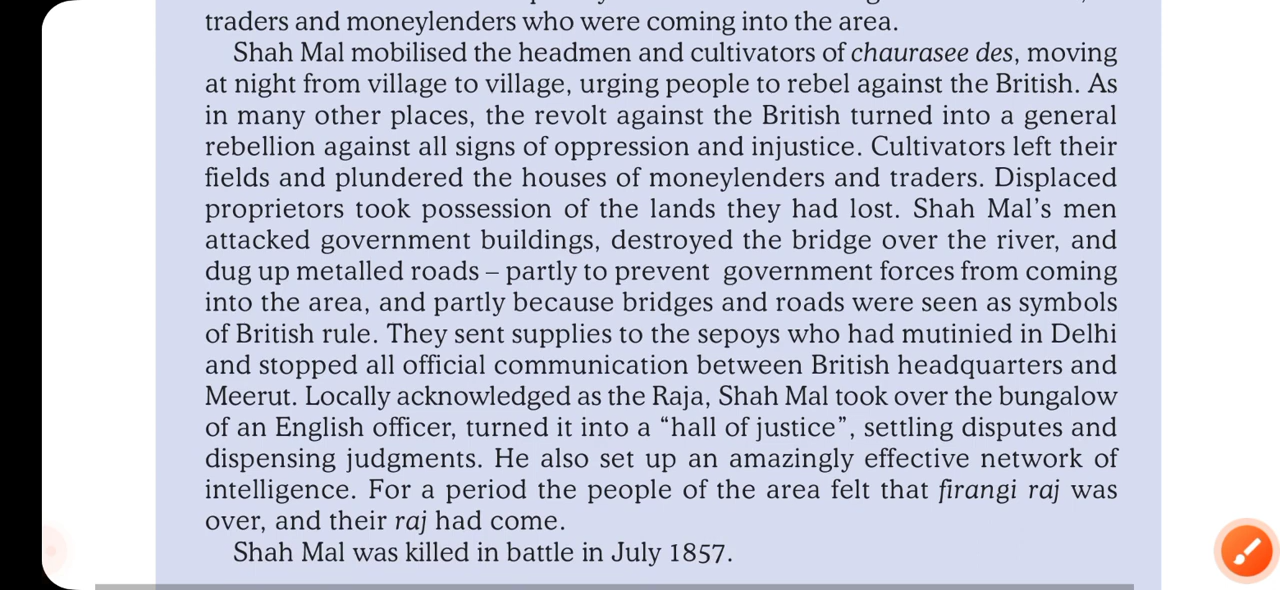 traders and moneylenders who were coming into the area.
Shah Mal mobilised the headmen and cultivators of chaurasee des, moving
at night from village to village, urging people to rebel against the British. As
in many other places, the revolt against the British turned into a general
rebellion against all signs of oppression and injustice. Cultivators left their
fields and plundered the houses of moneylenders and traders. Displaced
proprietors took possession of the lands they had lost. Shah Mal’s men
attacked government buildings, destroyed the bridge over the river, and
dug up metalled roads – partly to prevent government forces from coming
into the area, and partly because bridges and roads were seen as symbols
of British rule. They sent supplies to the sepoys who had mutinied in Delhi
and stopped all official communication between British headquarters and
Meerut. Locally acknowledged as the Raja, Shah Mal took over the bungalow
of an English officer, turned it into a “hall of justice”, settling disputes and
dispensing judgments. He also set up an amazingly effective network of
intelligence. For a period the people of the area felt that firangi raj was
over, and their raj had come.
Shah Mal was killed in battle in July 1857.